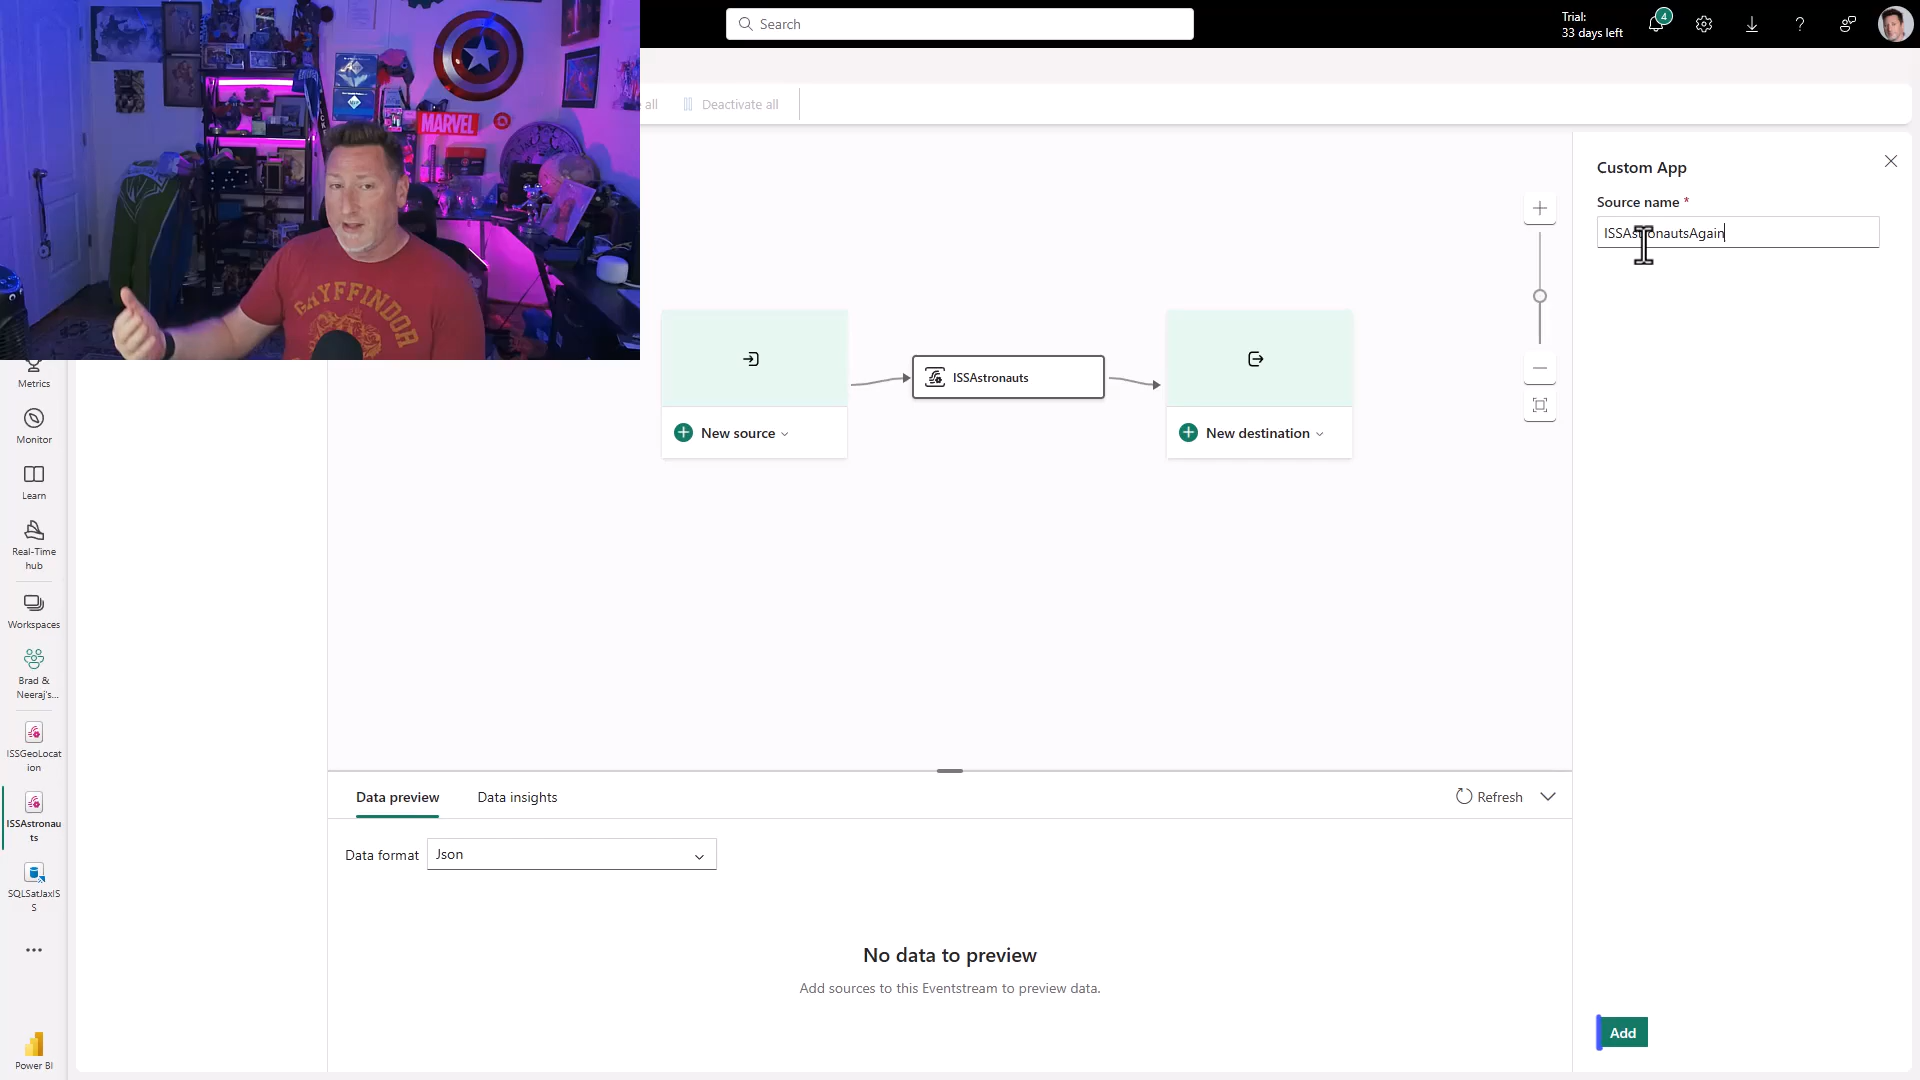 Search
Trial:
33 days left
4
all
Deactivate all
MARVEL
GRYFFINDOR
Custom App
Source name *
ISSAstronautsAgain
ISSAstronauts
New source
New destination
Metrics
Monitor
Learn
Real-Time
hub
Workspaces
Brad &
Neeraj's...
ISSGeoLocat
ion
ISSAstronau
ts
SQLSatJaxIS
S
Power BI
Data preview
Data insights
Refresh
Data format
Json
No data to preview
Add sources to this Eventstream to preview data.
Add